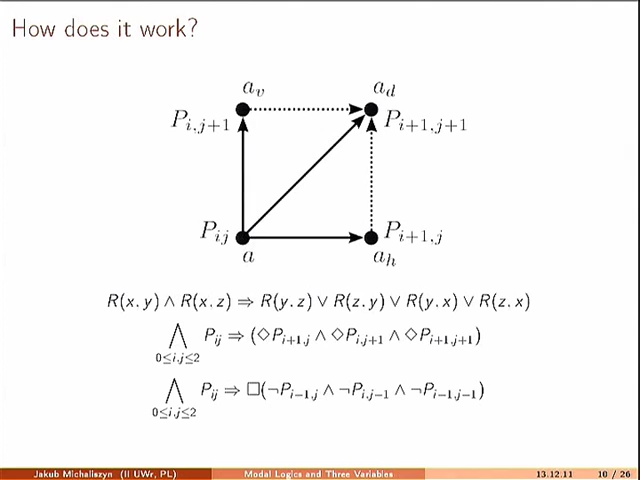 How does it work?
a_v a_d
P_{i,j+1} P_{i+1,j+1}
P_{ij} P_{i+1,j}
a a_h
R(x.y) ∧ R(x.z) ⇒ R(y.z) ∨ R(z.y) ∨ R(y.x) ∨ R(z.x)
⋀_{0≤i,j≤2} P_{ij} ⇒ (◇P_{i+1,j} ∧ ◇P_{i,j+1} ∧ ◇P_{i+1,j+1})
⋀_{0≤i,j≤2} P_{ij} ⇒ □(¬P_{i−1,j} ∧ ¬P_{i,j−1} ∧ ¬P_{i−1,j−1})
Jakub Michaliszyn (II UWr, PL) Modal Logics and Three Variables 13.12.11 10 / 26